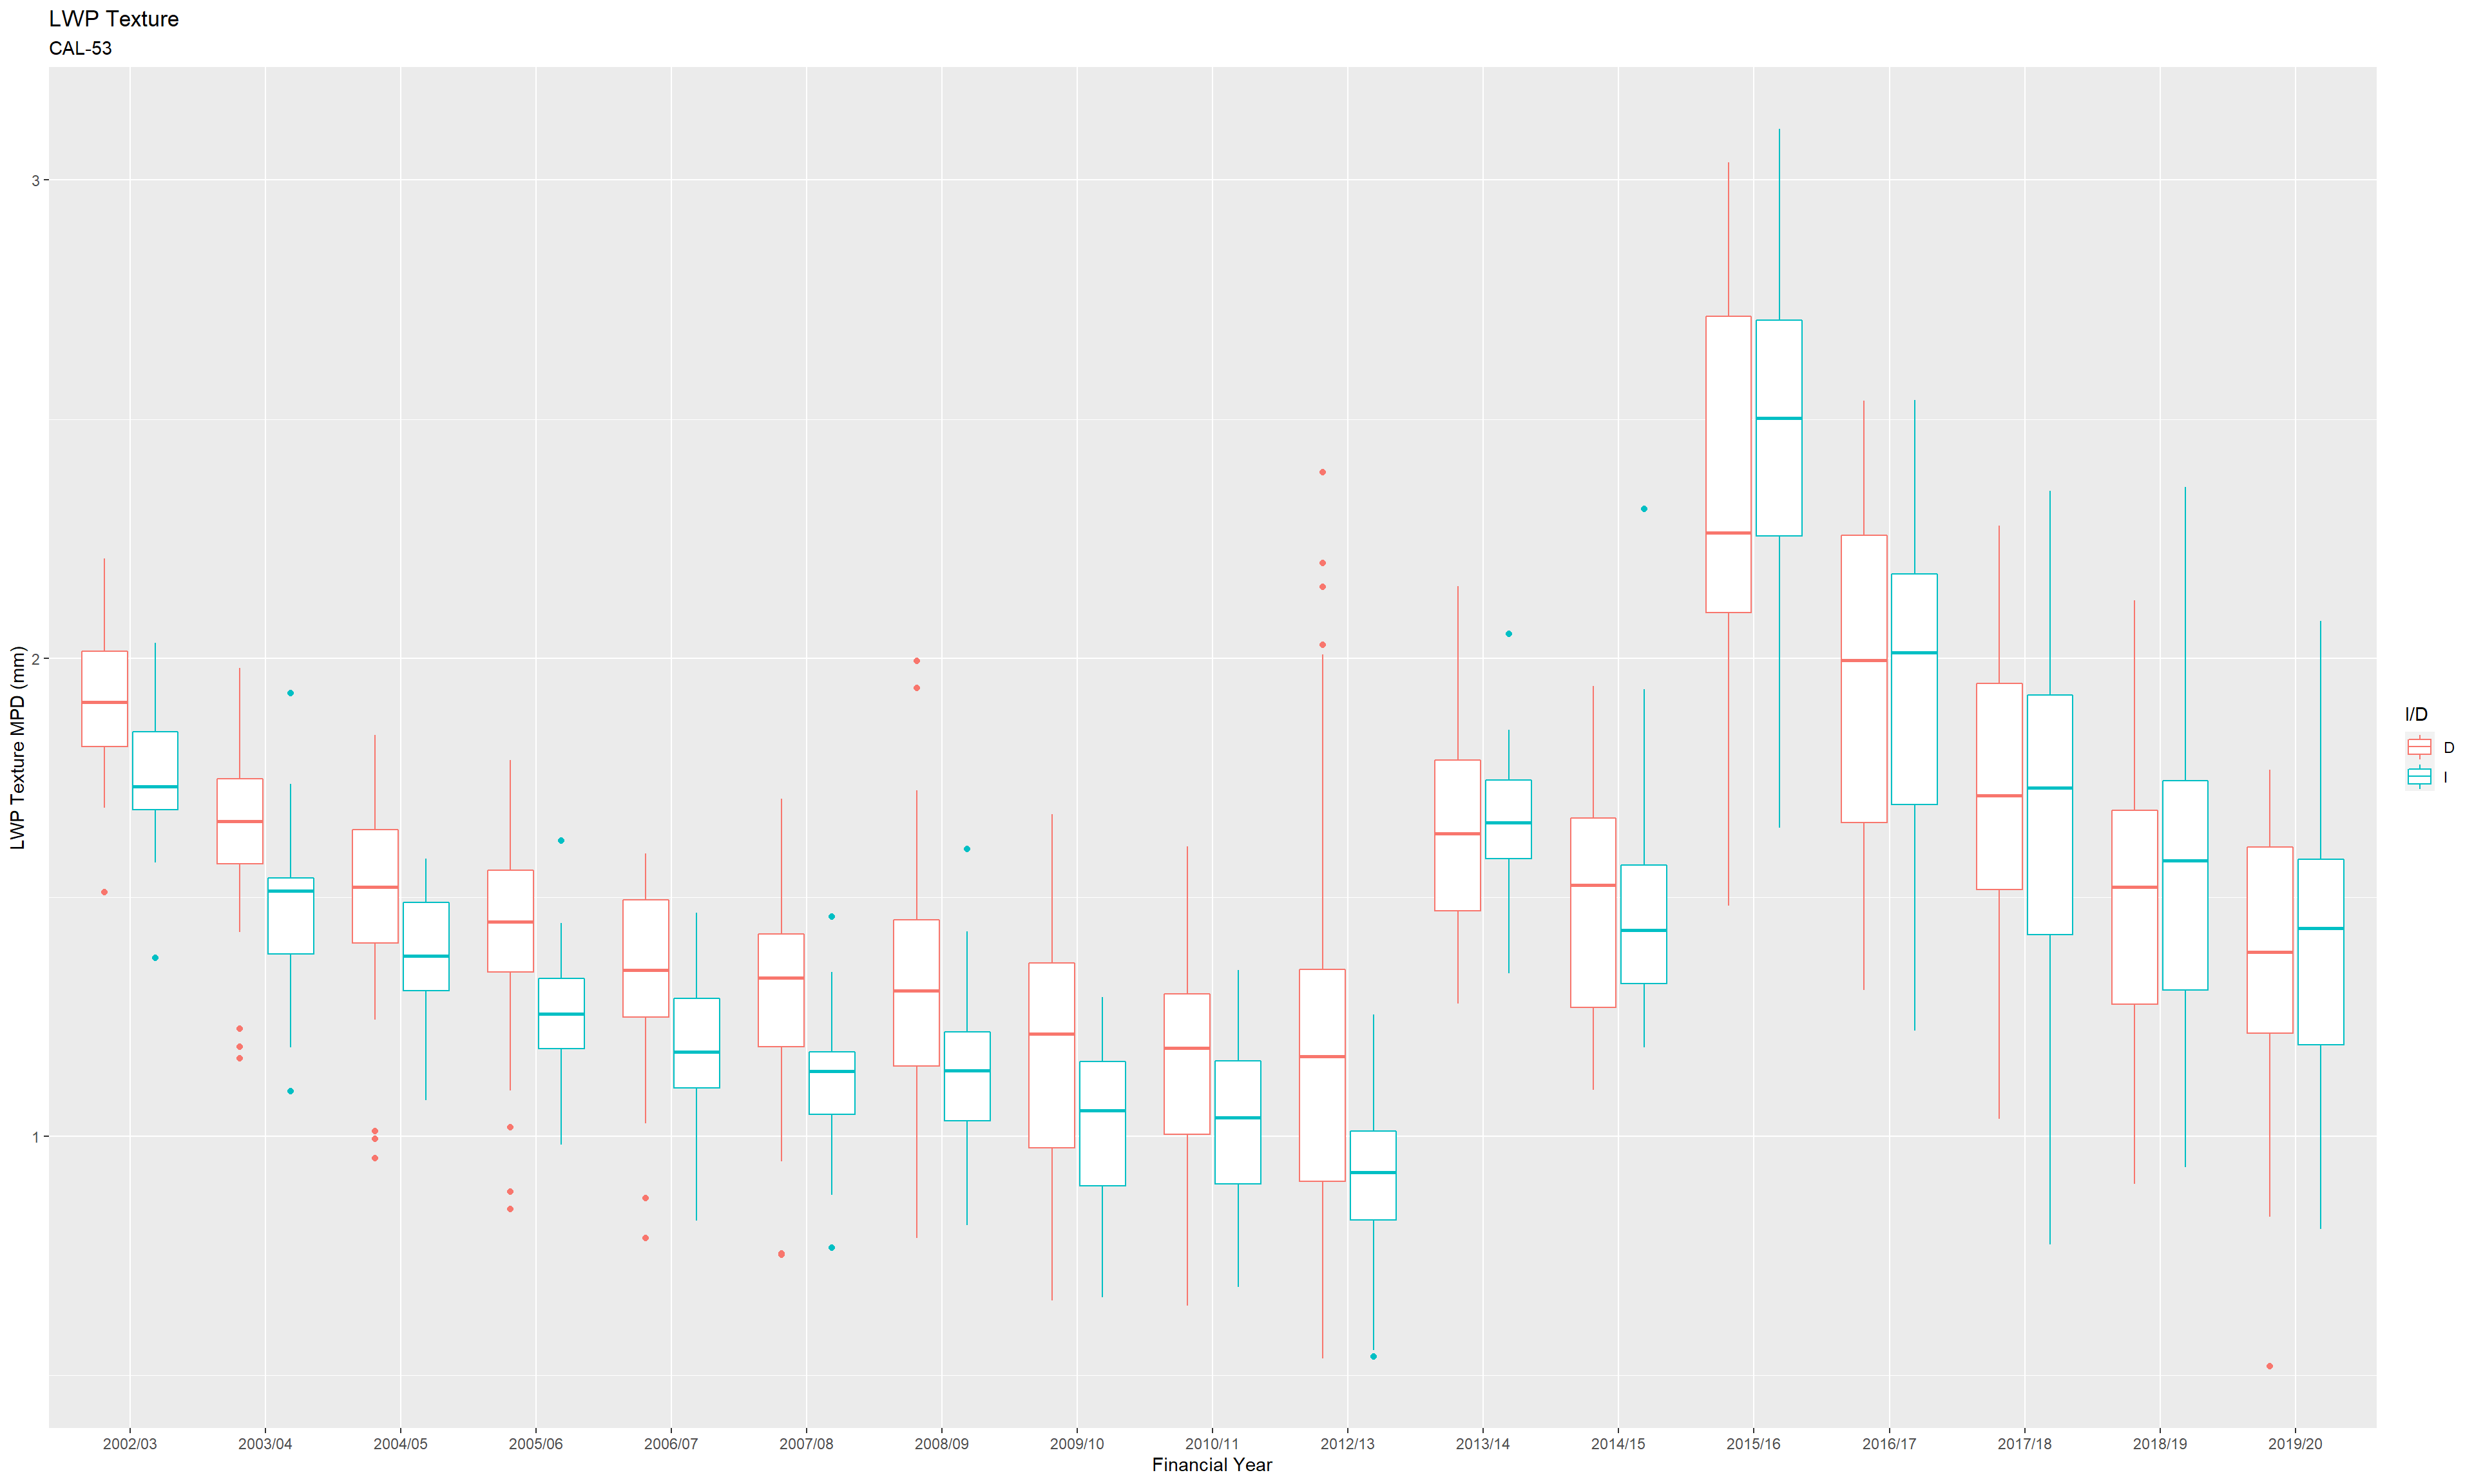 LWP Texture
CAL-53
LWP Texture MPD (mm)
3
2
1
2002/03 2003/04 2004/05 2005/06 2006/07 2007/08 2008/09 2009/10 2010/11 2012/13 2013/14 2014/15 2015/16 2016/17 2017/18 2018/19 2019/20
Financial Year
I/D
D
I